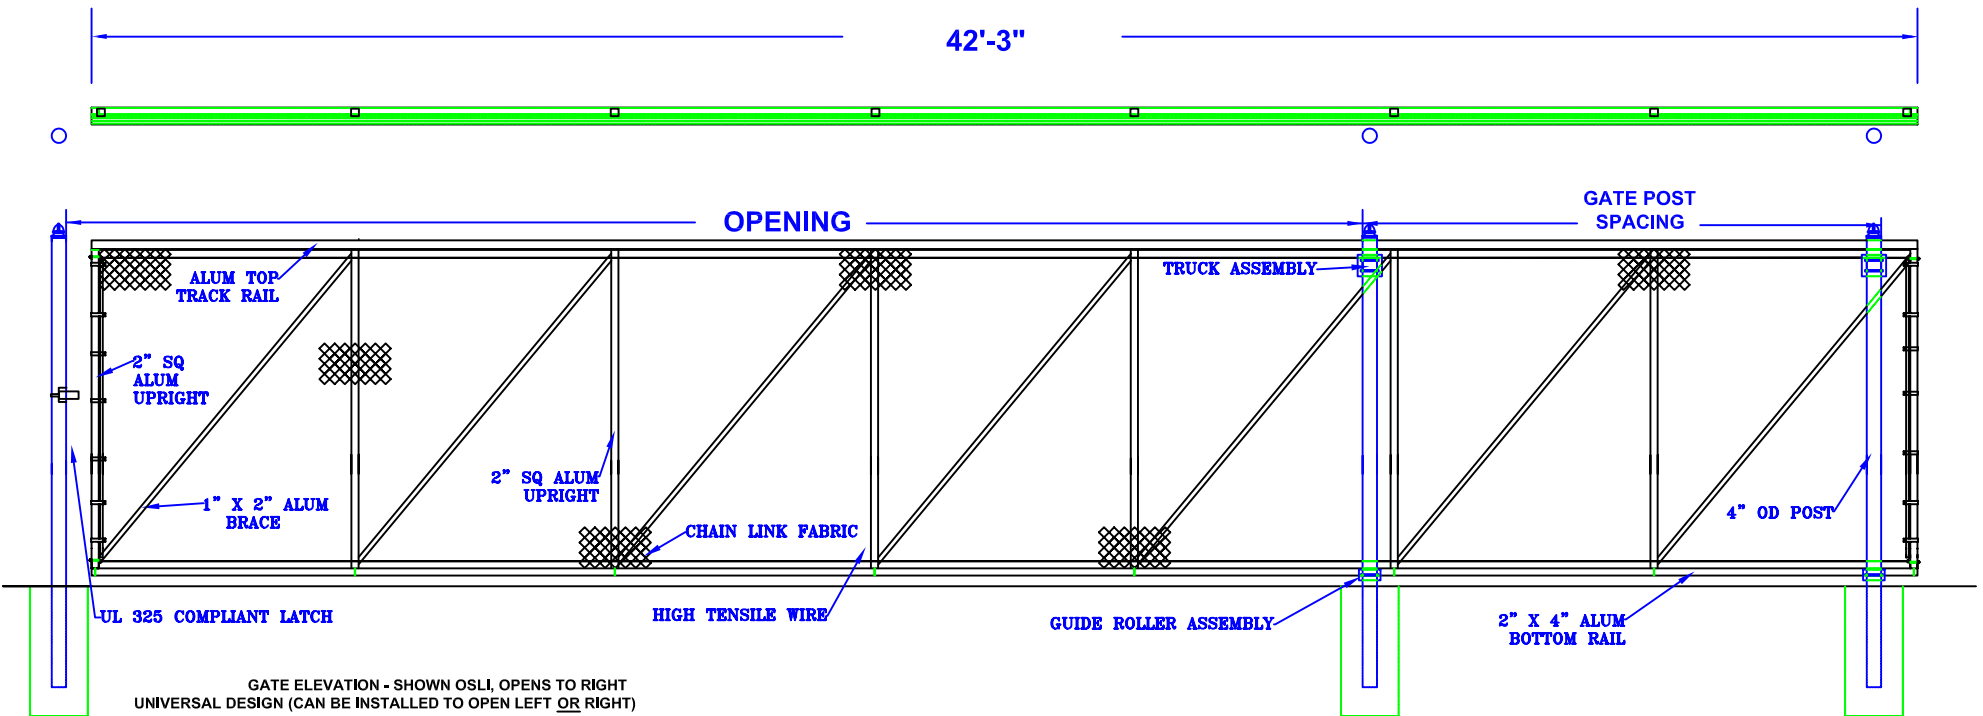 42'-3"
OPENING
GATE POST
SPACING
ALUM TOP
TRACK RAIL
TRUCK ASSEMBLY
2" SQ
ALUM
UPRIGHT
2" SQ ALUM
UPRIGHT
1" X 2" ALUM
BRACE
CHAIN LINK FABRIC
4" OD POST
UL 325 COMPLIANT LATCH
HIGH TENSILE WIRE
GUIDE ROLLER ASSEMBLY
2" X 4" ALUM
BOTTOM RAIL
GATE ELEVATION - SHOWN OSLI, OPENS TO RIGHT
UNIVERSAL DESIGN (CAN BE INSTALLED TO OPEN LEFT OR RIGHT)